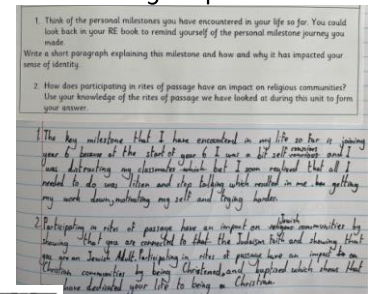 1. Think of the personal milestones you have encountered in your life so far. You could
look back in your RE book to remind yourself of the personal milestone journey you
made.
Write a short paragraph explaining this milestone and how and why it has impacted your
sense of identity.
2. How does participating in rites of passage have an impact on religious communities?
Use your knowledge of the rites of passage we have looked at during this unit to form
your answer.
1. The key milestone that I have encountered in my life so far is joining
year 6 because at the start of year 6 I was a bit self conscious and I
was distracting my classmates which but I soon realised that all I
needed to do was listen and stop talking which resulted in me getting
my work down, motivating my self and trying harder.
2. Participating in rites of passage have an impact on Jewish communities by
showing that you are connected to that the Judaism faith and showing that
you are an Jewish Adult. Participating in rites of passage have an impact on
Christian communities by being Christened, and baptised which means that
have dedicated your life to being a Christian.